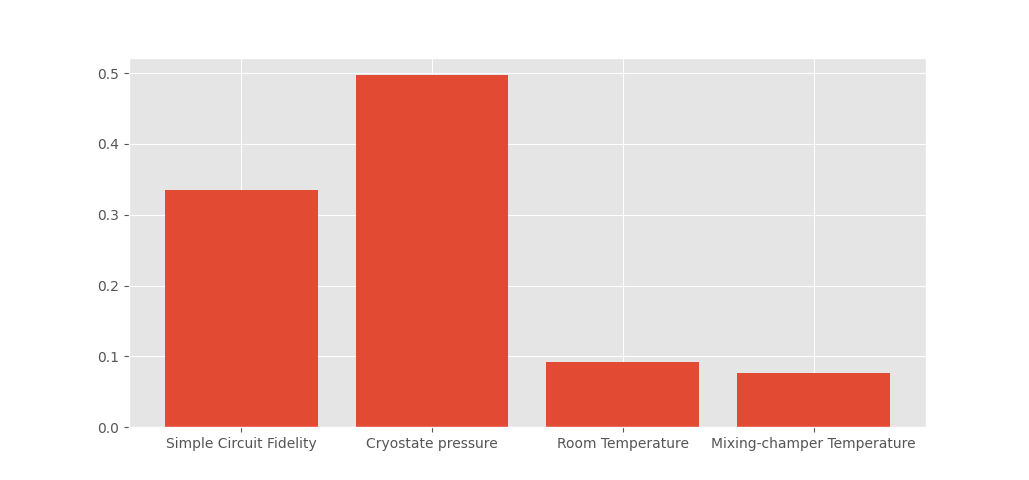 0.5
0.4
0.3
0.2
0.1
0.0
Simple Circuit Fidelity
Cryostate pressure
Room Temperature
Mixing-champer Temperature